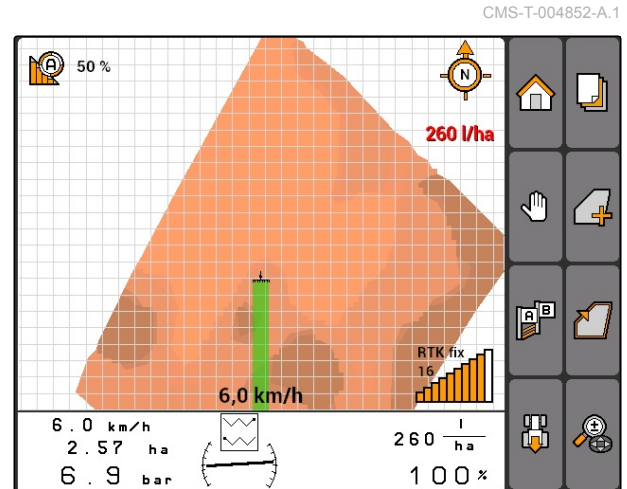 CMS-T-004852-A.1
A
50 %
N
260 l/ha
A B
RTK fix
16
6,0 km/h
6.0 km/h
2.57 ha
6.9 bar
260 l/ha
100%